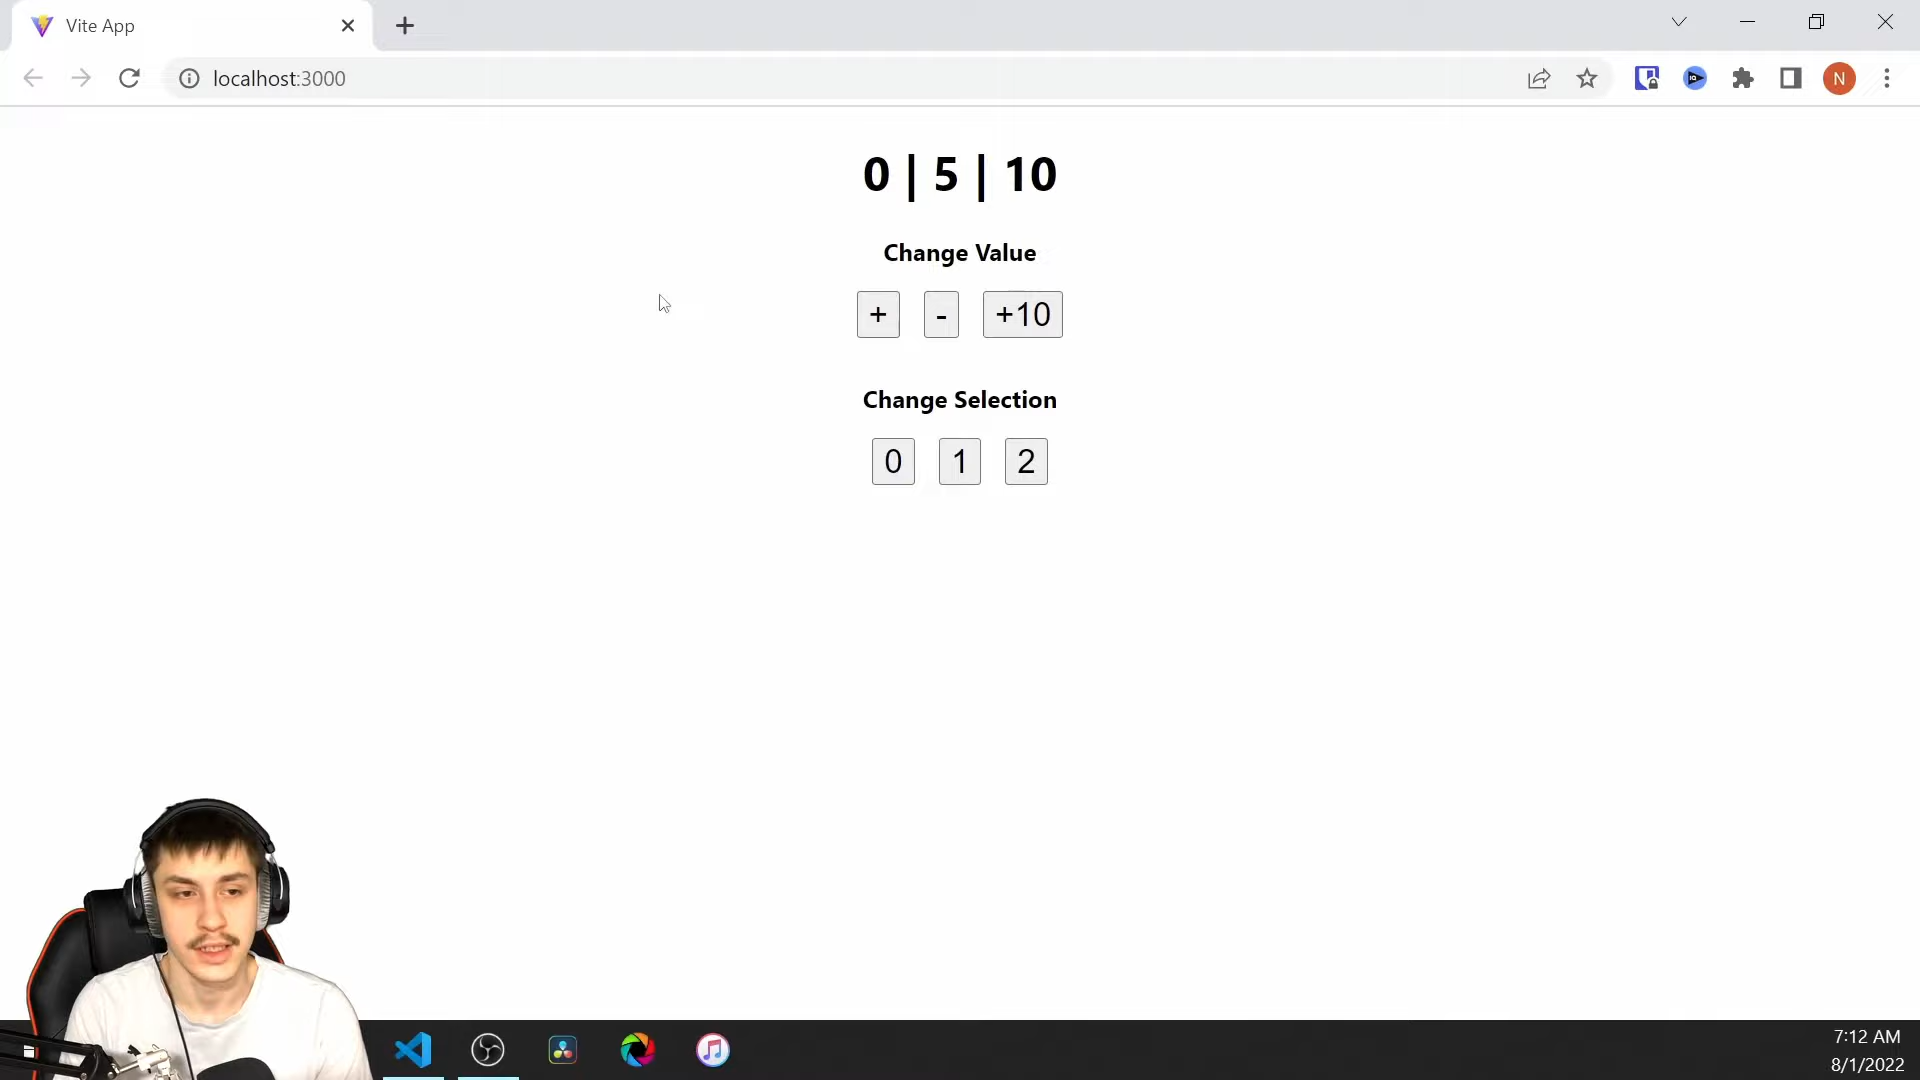 Vite App
localhost:3000
N
0 | 5 | 10
Change Value
+ - +10
Change Selection
0 1 2
7:12 AM
8/1/2022